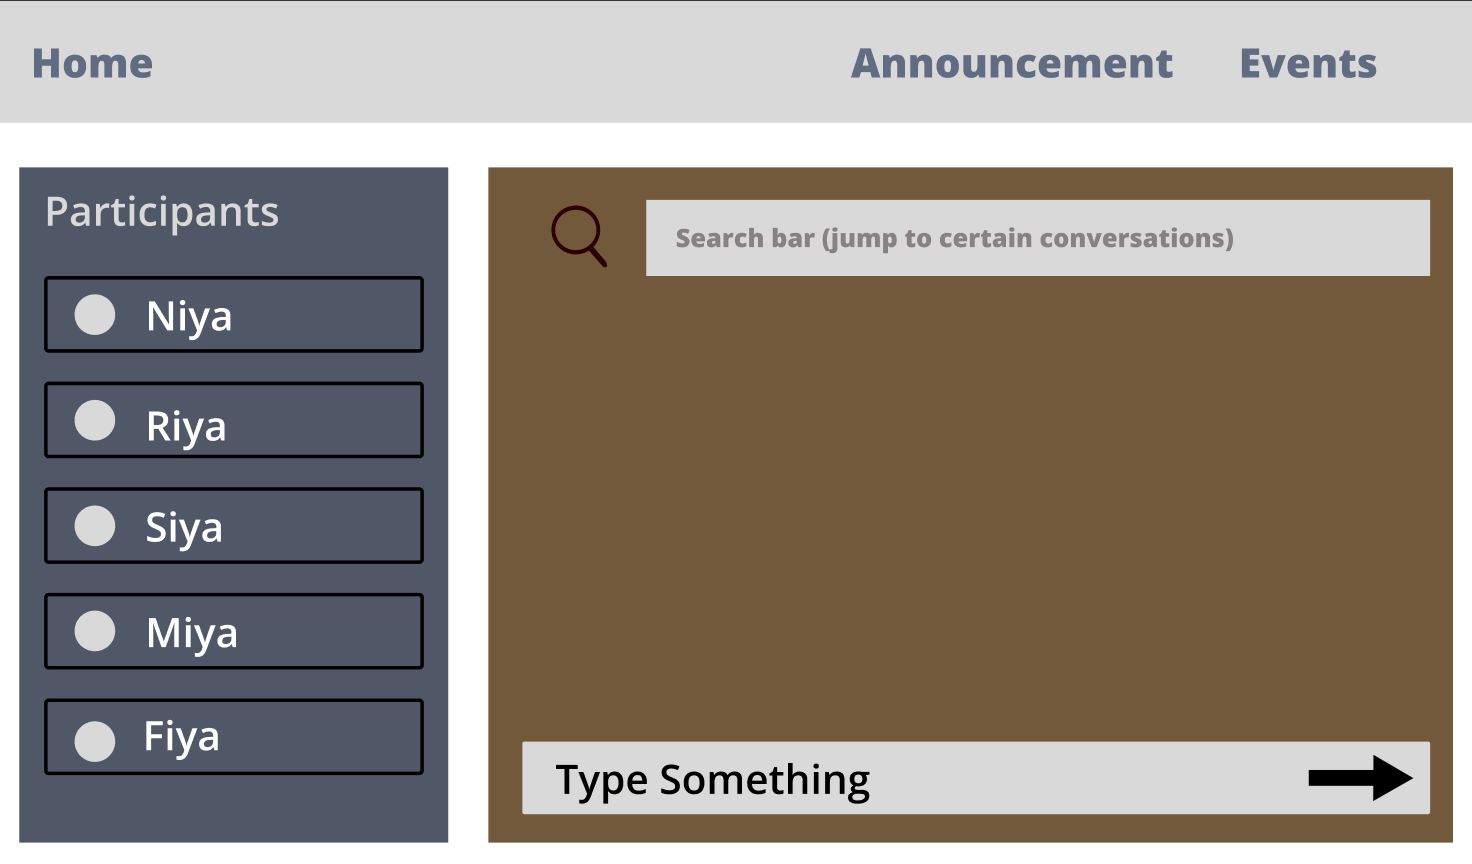 Home
Announcement
Events
Participants
Niya
Riya
Siya
Miya
Fiya
Search bar (jump to certain conversations)
Type Something